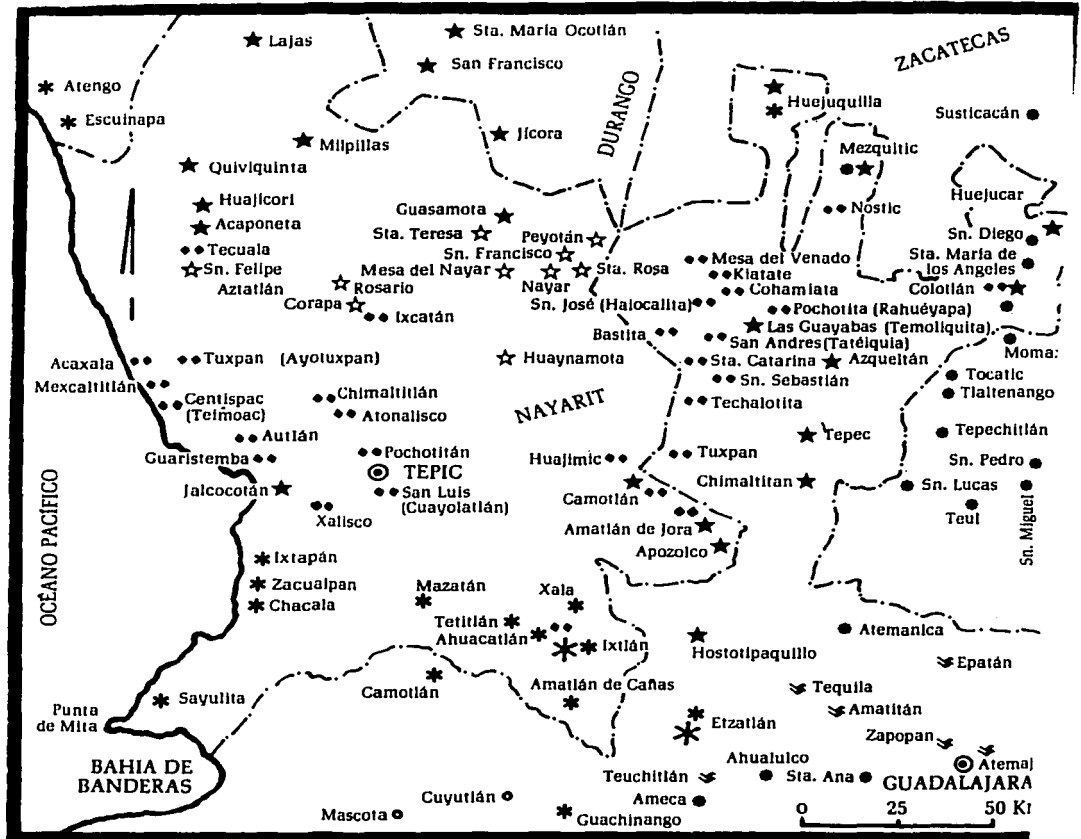 Lajas
Sta. María Ocotlán
San Francisco
ZACATECAS
Atengo
Escuinapa
DURANGO
Huejuquilla
Susticacán
Milpillas
Jícora
Mezquitic
Quiviquinta
Huajicori
Guasamota
Nostic
Huejucar
Acaponeta
Sta. Teresa
Peyotán
Sn. Diego
Tecuala
Sn. Francisco
Mesa del Venado
Sta. María de
los Angeles
Sn. Felipe
Aztatlán
Mesa del Nayar
Nayar
Sta. Rosa
Kiatate
Rosario
Cohamiata
Colotlán
Corapa
Ixcatán
Sn. José (Haiocalita)
Pochotita (Rahuéyapa)
Bastita
Las Guayabas (Temoliquita)
San Andres (Tatéiquia)
Moma:
Acaxala
Tuxpan (Ayotuxpan)
Huaynamota
Sta. Catarina
Azqueltán
Mexcaltitlán
Sn. Sebastián
Tocatic
Tlaltenango
Centispac
(Teimoac)
Chimaltitlán
Atonalisco
NAYARIT
Techalotita
Autlán
Tepec
Tepechitlán
Guaristemba
Pochotitán
Huajimic
Tuxpan
Sn. Pedro
TEPIC
Jalcocotán
San Luis
(Cuayolatlán)
Camotlán
Chimaltitan
Sn. Lucas
Xalisco
Teul
Sn. Miguel
OCÉANO PACÍFICO
Amatlán de Jora
Apozolco
Ixtapán
Zacualpan
Chacala
Mazatán
Xala
Tetitlán
Ahuacatlán
Ixtlán
Atemanica
Hostotipaquillo
Epatán
Sayulita
Camotlán
Amatlán de Cañas
Tequila
Punta
de Mita
Etzatlán
Amatitán
Zapopan
BAHIA DE
BANDERAS
Ahualulco
Atemaj
Teuchitlán
Sta. Ana
GUADALAJARA
Mascota
Cuyutlán
Ameca
Guachinango
0 25 50 Kr